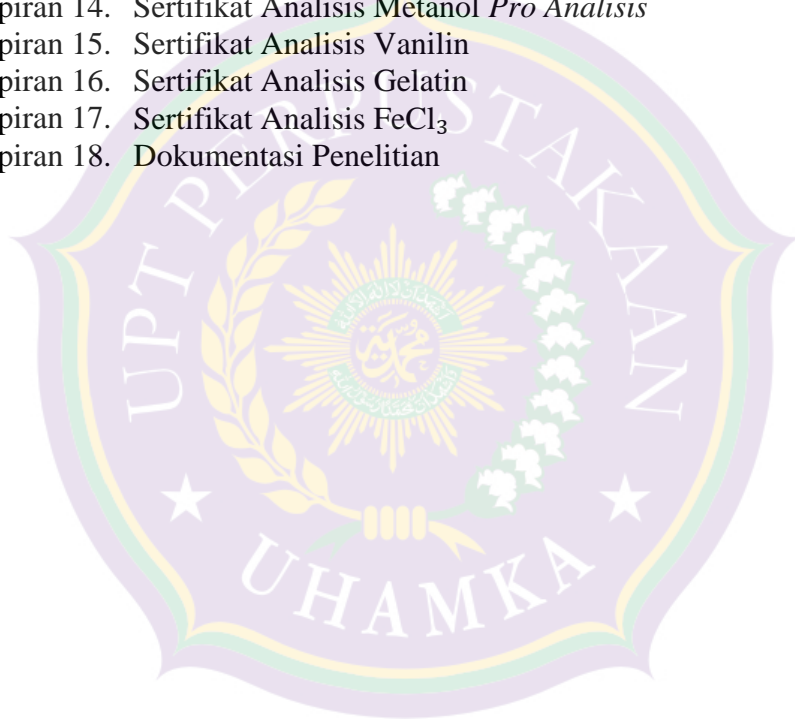 piran 14. Sertifikat Analisis Metanol Pro Analisis
piran 15. Sertifikat Analisis Vanilin
piran 16. Sertifikat Analisis Gelatin
piran 17. Sertifikat Analisis FeCl₃
piran 18. Dokumentasi Penelitian
UPT PERPUSTAKAAN
UHAMKA